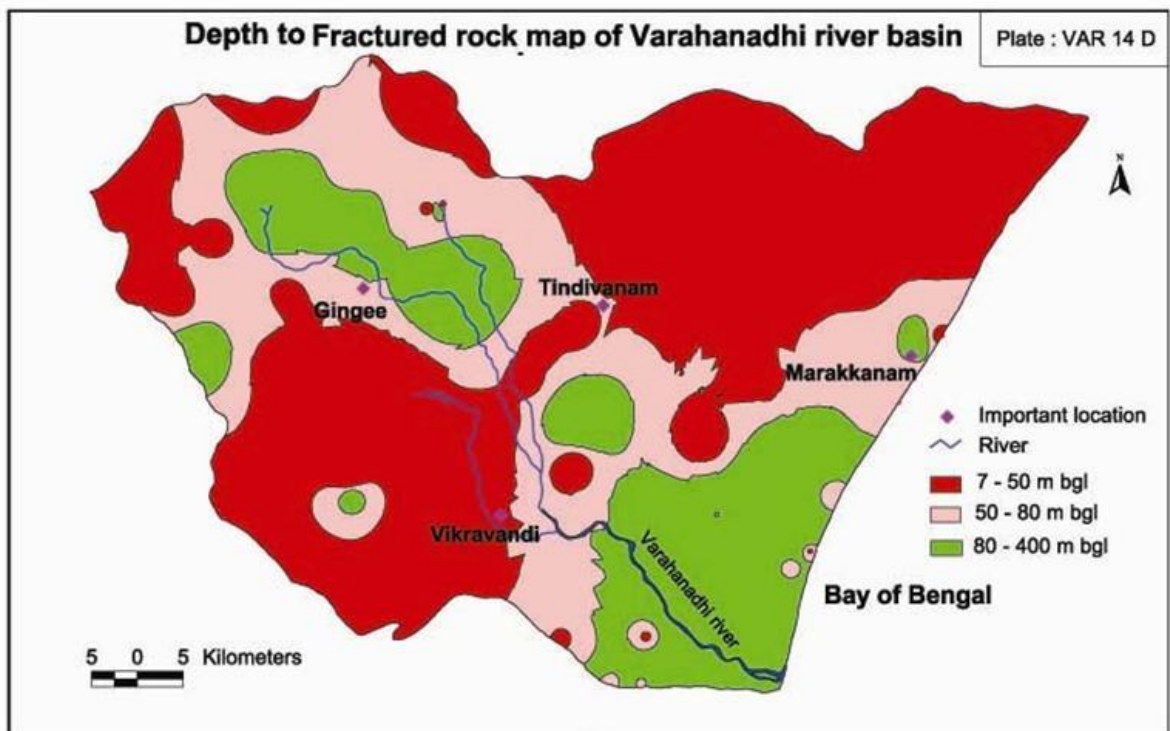 Depth to Fractured rock map of Varahanadhi river basin
Plate : VAR 14 D
N
Tindivanam
Gingee
Marakkanam
Important location
River
7 - 50 m bgl
50 - 80 m bgl
80 - 400 m bgl
Vikravandi
Varahanadhi river
Bay of Bengal
5 0 5 Kilometers